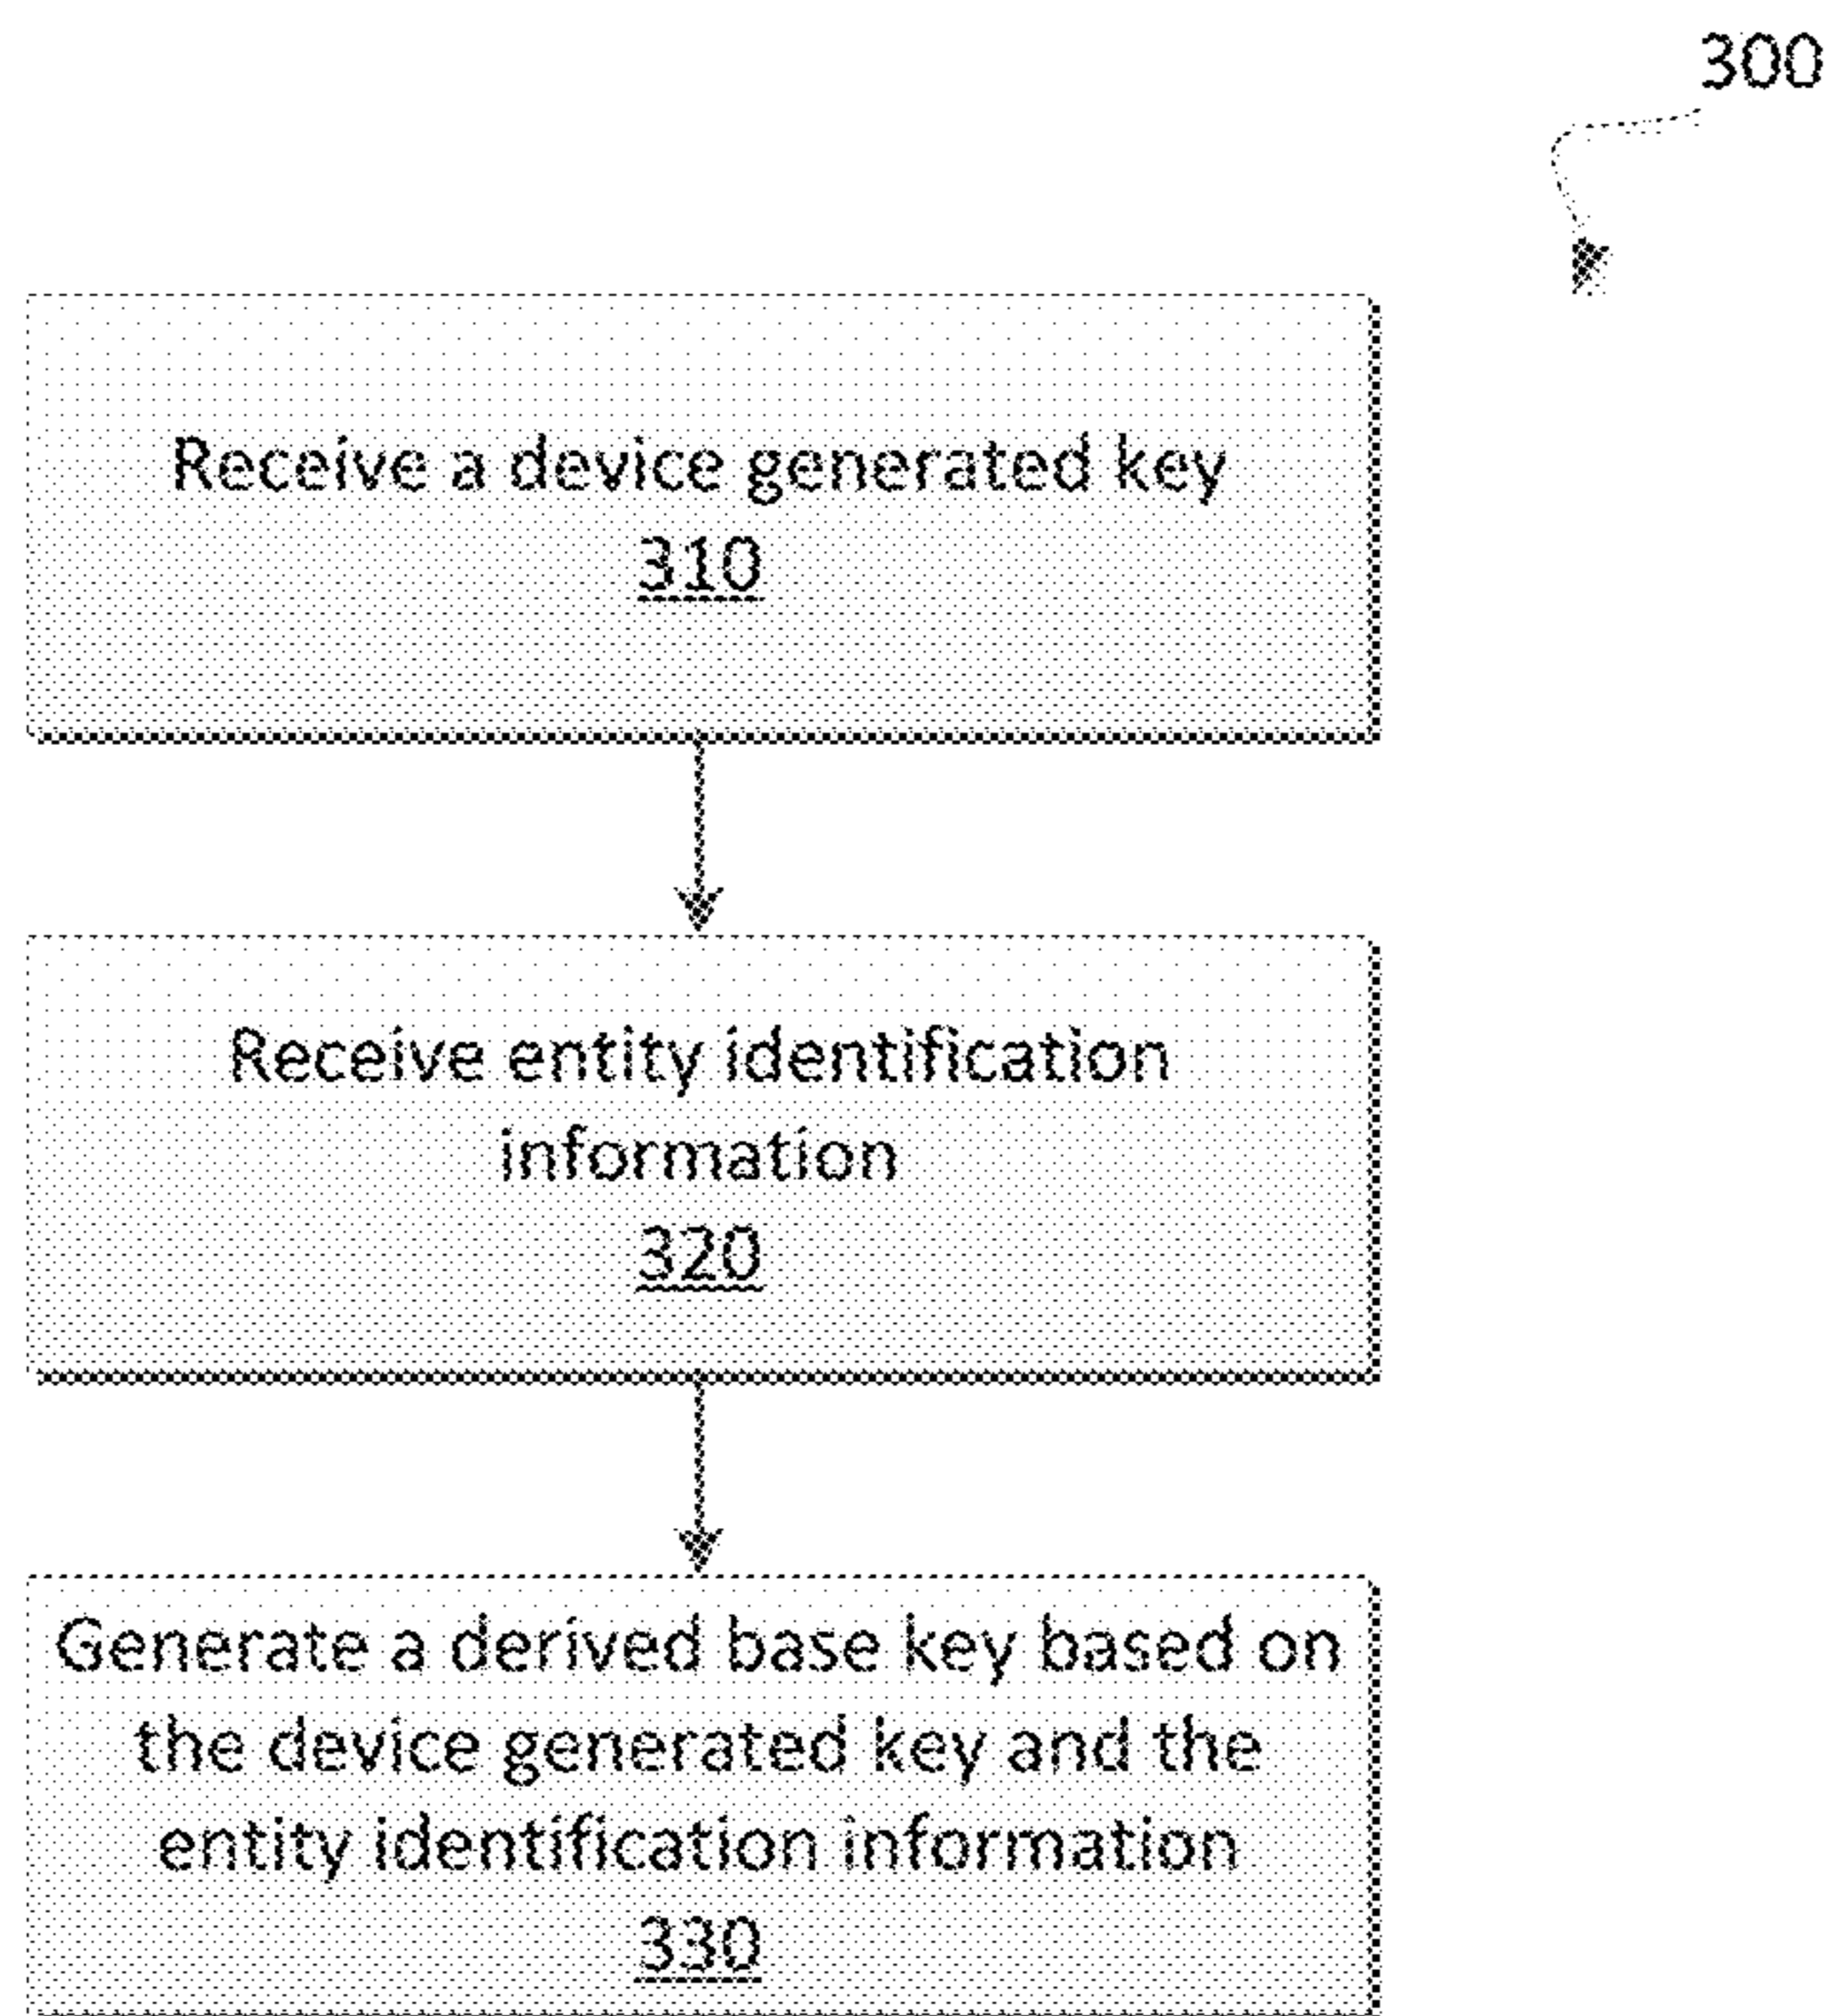 300
Receive a device generated key
310
Receive entity identification
information
320
Generate a derived base key based on
the device generated key and the
entity identification information
330